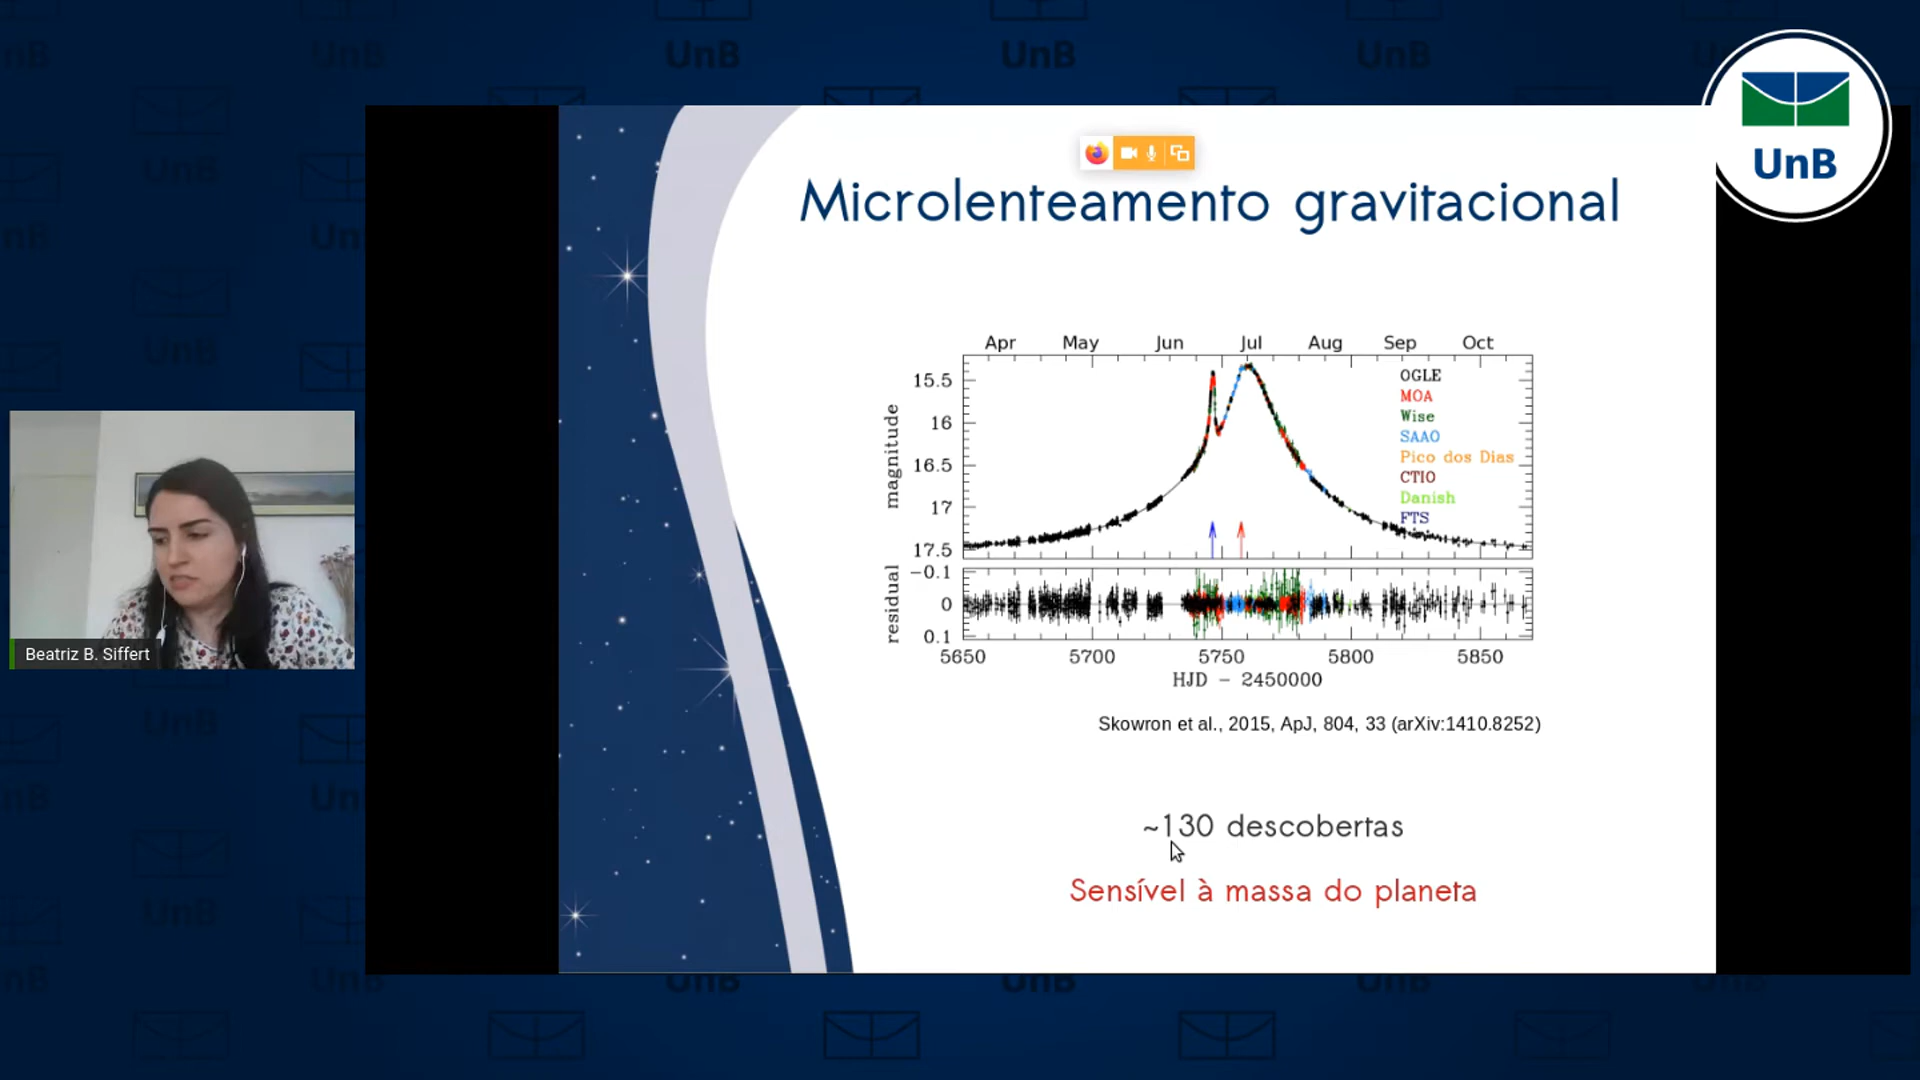 UnB
UnB
UnB
UnB
Microlenteamento gravitacional
Apr May Jun Jul Aug Sep Oct
15.5
16
16.5
17
17.5
magnitude
OGLE
MOA
Wise
SAAO
Pico dos Dias
CTIO
Danish
FTS
−0.1
0
0.1
residual
5650 5700 5750 5800 5850
HJD − 2450000
Skowron et al., 2015, ApJ, 804, 33 (arXiv:1410.8252)
~130 descobertas
Sensível à massa do planeta
Beatriz B. Siffert